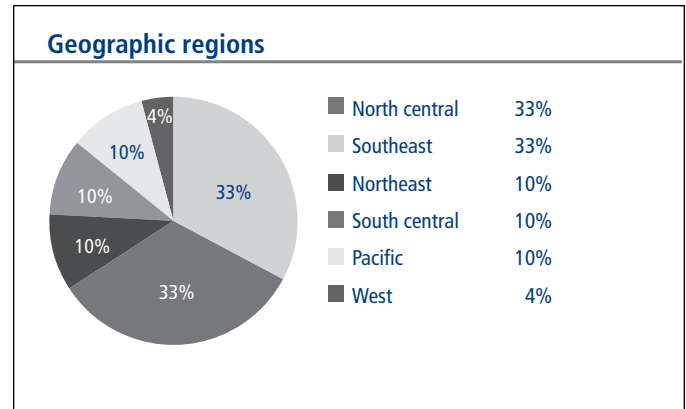 Geographic regions
4%
10%
33%
10%
10%
33%
North central 33%
Southeast 33%
Northeast 10%
South central 10%
Pacific 10%
West 4%